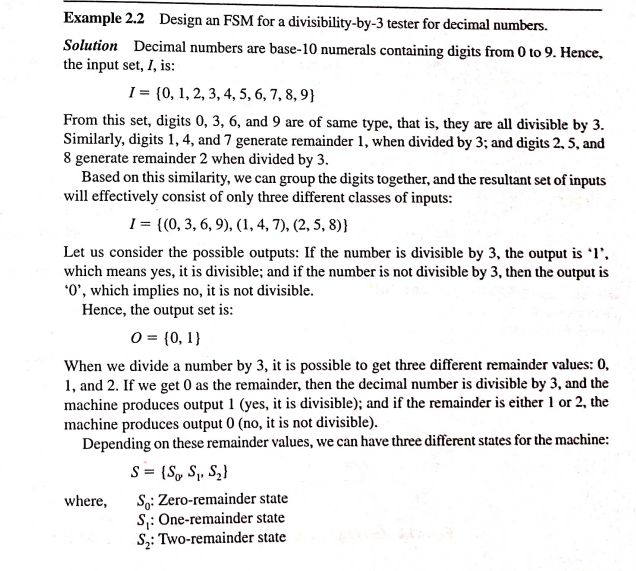 Example 2.2 Design an FSM for a divisibility-by-3 tester for decimal numbers.
Solution Decimal numbers are base-10 numerals containing digits from 0 to 9. Hence,
the input set, I, is:
I = {0, 1, 2, 3, 4, 5, 6, 7, 8, 9}
From this set, digits 0, 3, 6, and 9 are of same type, that is, they are all divisible by 3.
Similarly, digits 1, 4, and 7 generate remainder 1, when divided by 3; and digits 2, 5, and
8 generate remainder 2 when divided by 3.
Based on this similarity, we can group the digits together, and the resultant set of inputs
will effectively consist of only three different classes of inputs:
I = {(0, 3, 6, 9), (1, 4, 7), (2, 5, 8)}
Let us consider the possible outputs: If the number is divisible by 3, the output is ‘1’,
which means yes, it is divisible; and if the number is not divisible by 3, then the output is
‘0’, which implies no, it is not divisible.
Hence, the output set is:
O = {0, 1}
When we divide a number by 3, it is possible to get three different remainder values: 0,
1, and 2. If we get 0 as the remainder, then the decimal number is divisible by 3, and the
machine produces output 1 (yes, it is divisible); and if the remainder is either 1 or 2, the
machine produces output 0 (no, it is not divisible).
Depending on these remainder values, we can have three different states for the machine:
S = {S₀, S₁, S₂}
where, S₀: Zero-remainder state
S₁: One-remainder state
S₂: Two-remainder state